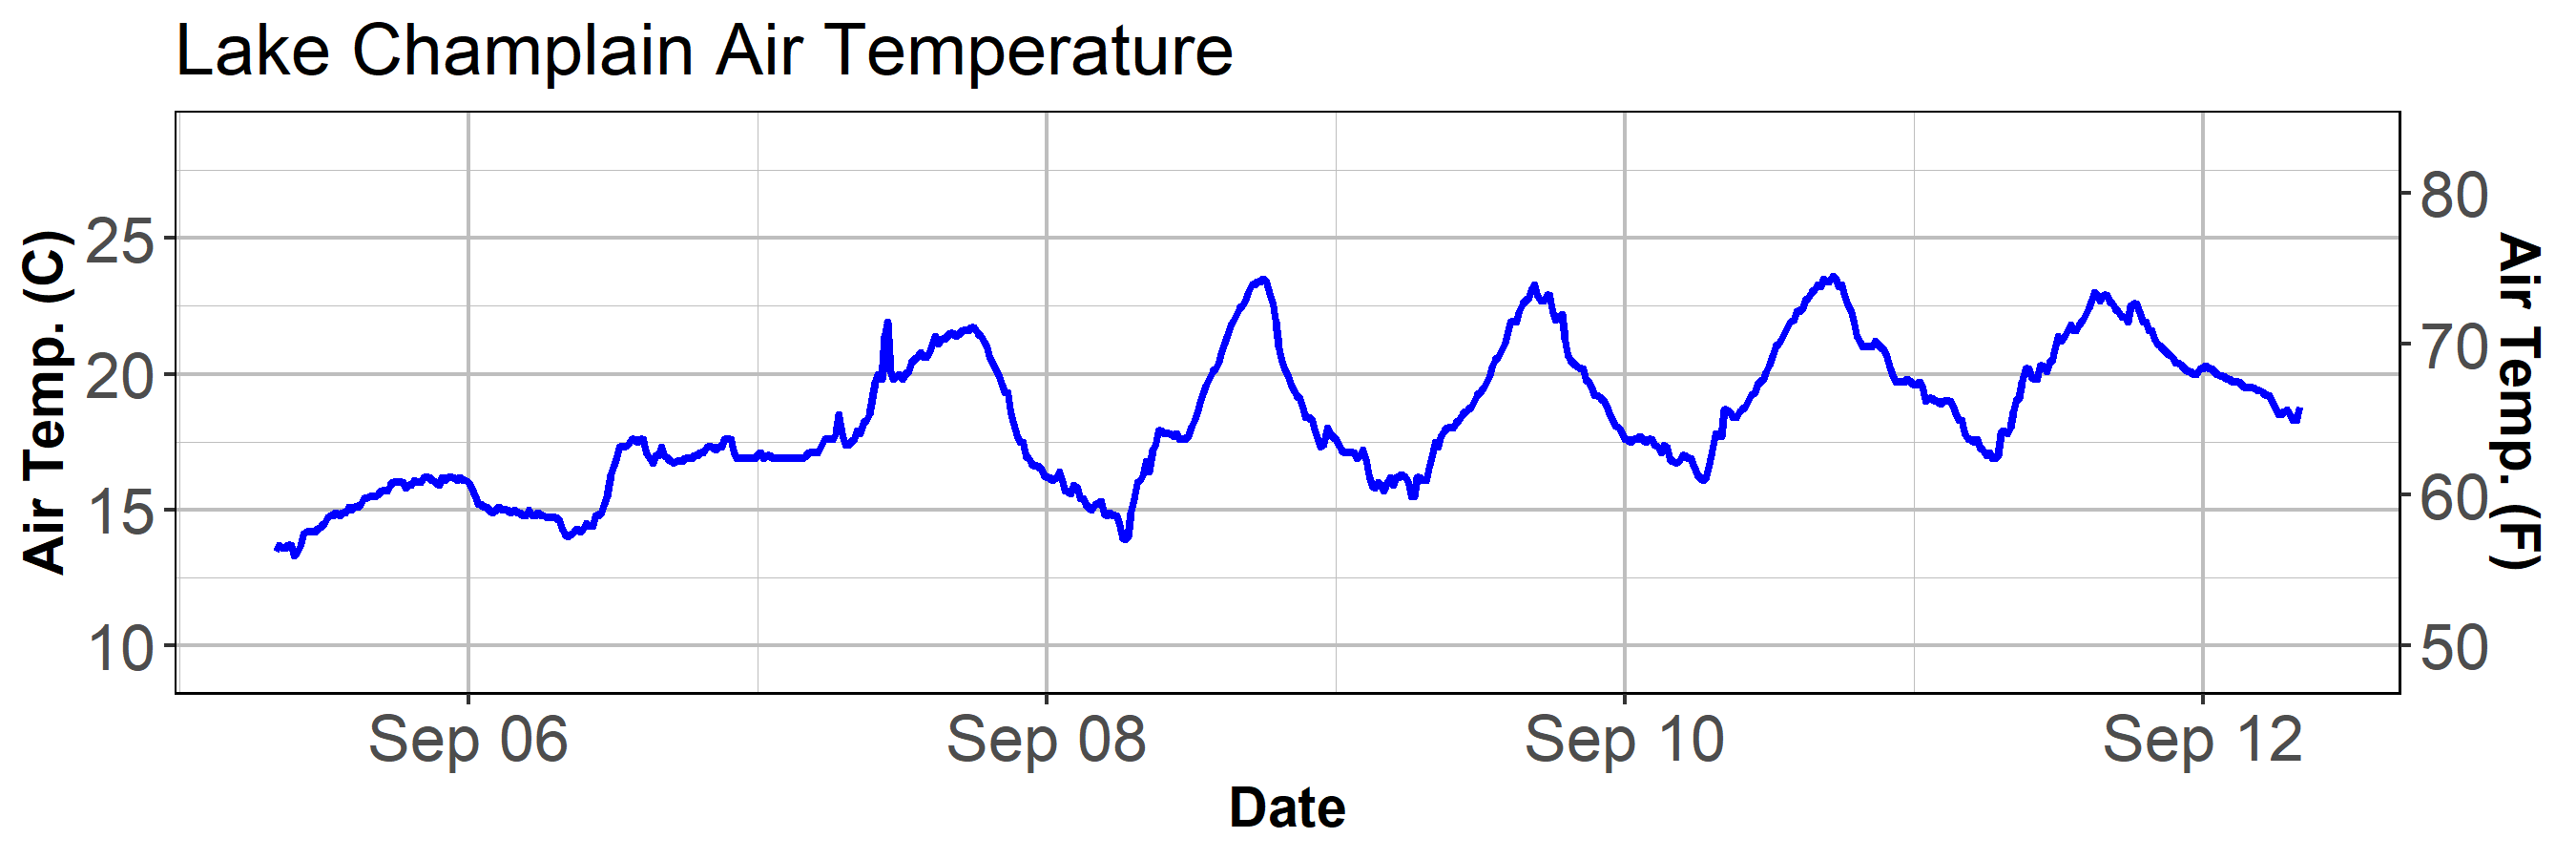 Lake Champlain Air Temperature
Air Temp. (C)
25
20
15
10
80
70
60
50
Air Temp. (F)
Sep 06 Sep 08 Sep 10 Sep 12
Date